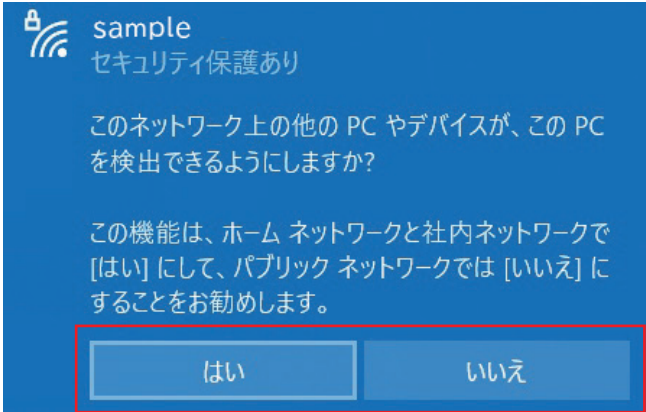 sample
セキュリティ保護あり
このネットワーク上の他の PC やデバイスが、この PC
を検出できるようにしますか?
この機能は、ホーム ネットワークと社内ネットワークで
[はい] にして、パブリック ネットワークでは [いいえ] に
することをお勧めします。
はい いいえ